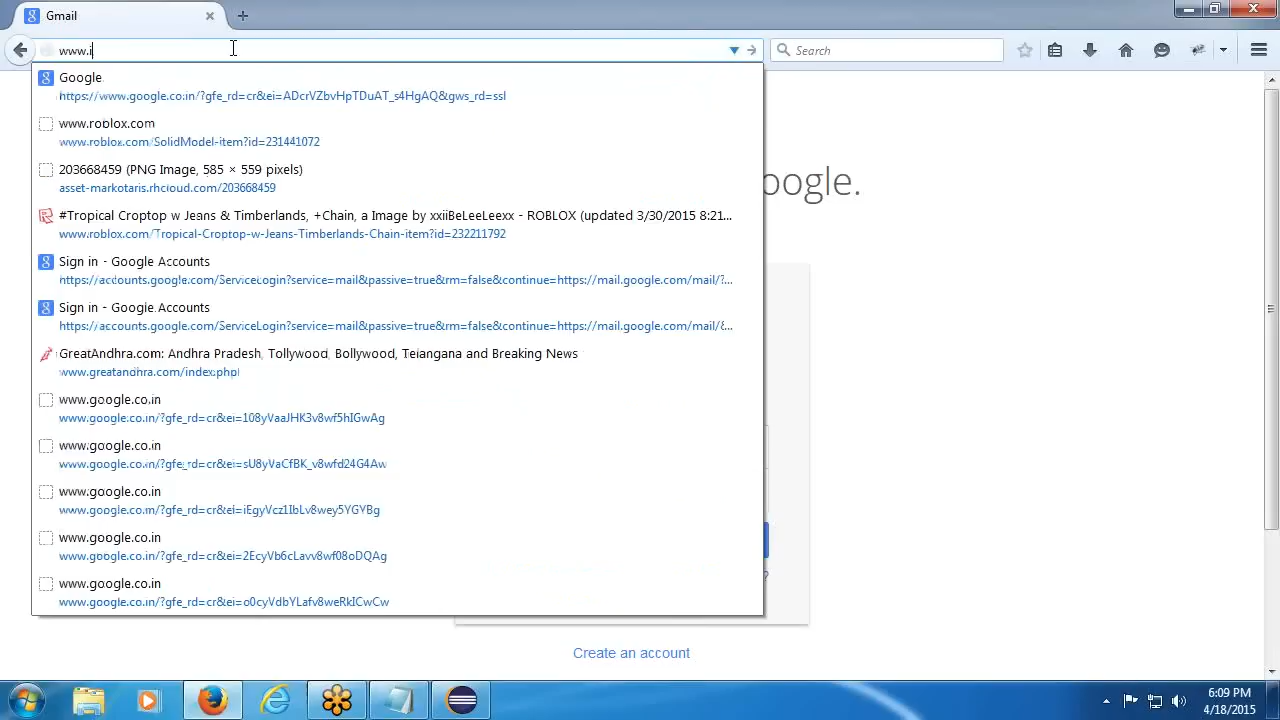 Gmail
www.i
Search
Google
https://www.google.co.in/?gfe_rd=cr&ei=ADcrVZbvHpTDuAT_s4HgAQ&gws_rd=ssl
www.roblox.com
www.roblox.com/SolidModel-item?id=231441072
203668459 (PNG Image, 585 × 559 pixels)
asset-markotaris.rhcloud.com/203668459
#Tropical Croptop w Jeans & Timberlands, +Chain, a Image by xxiiBeLeeLeexx - ROBLOX (updated 3/30/2015 8:21...
www.roblox.com/Tropical-Croptop-w-Jeans-Timberlands-Chain-item?id=232211792
oogle.
Sign in - Google Accounts
https://accounts.google.com/ServiceLogin?service=mail&passive=true&rm=false&continue=https://mail.google.com/mail/?...
Sign in - Google Accounts
https://accounts.google.com/ServiceLogin?service=mail&passive=true&rm=false&continue=https://mail.google.com/mail/&...
GreatAndhra.com: Andhra Pradesh, Tollywood, Bollywood, Telangana and Breaking News
www.greatandhra.com/index.php
www.google.co.in
www.google.co.in/?gfe_rd=cr&ei=108yVaaJHK3v8wf5hIGwAg
www.google.co.in
www.google.co.in/?gfe_rd=cr&ei=sU8yVaCfBK_v8wfd24G4Aw
www.google.co.in
www.google.co.in/?gfe_rd=cr&ei=iEgyVcz1IbLv8wey5YGYBg
www.google.co.in
www.google.co.in/?gfe_rd=cr&ei=2EcyVb6cLavv8wf08oDQAg
www.google.co.in
www.google.co.in/?gfe_rd=cr&ei=o0cyVdbYLafv8weRkICwCw
?
Create an account
6:09 PM
4/18/2015